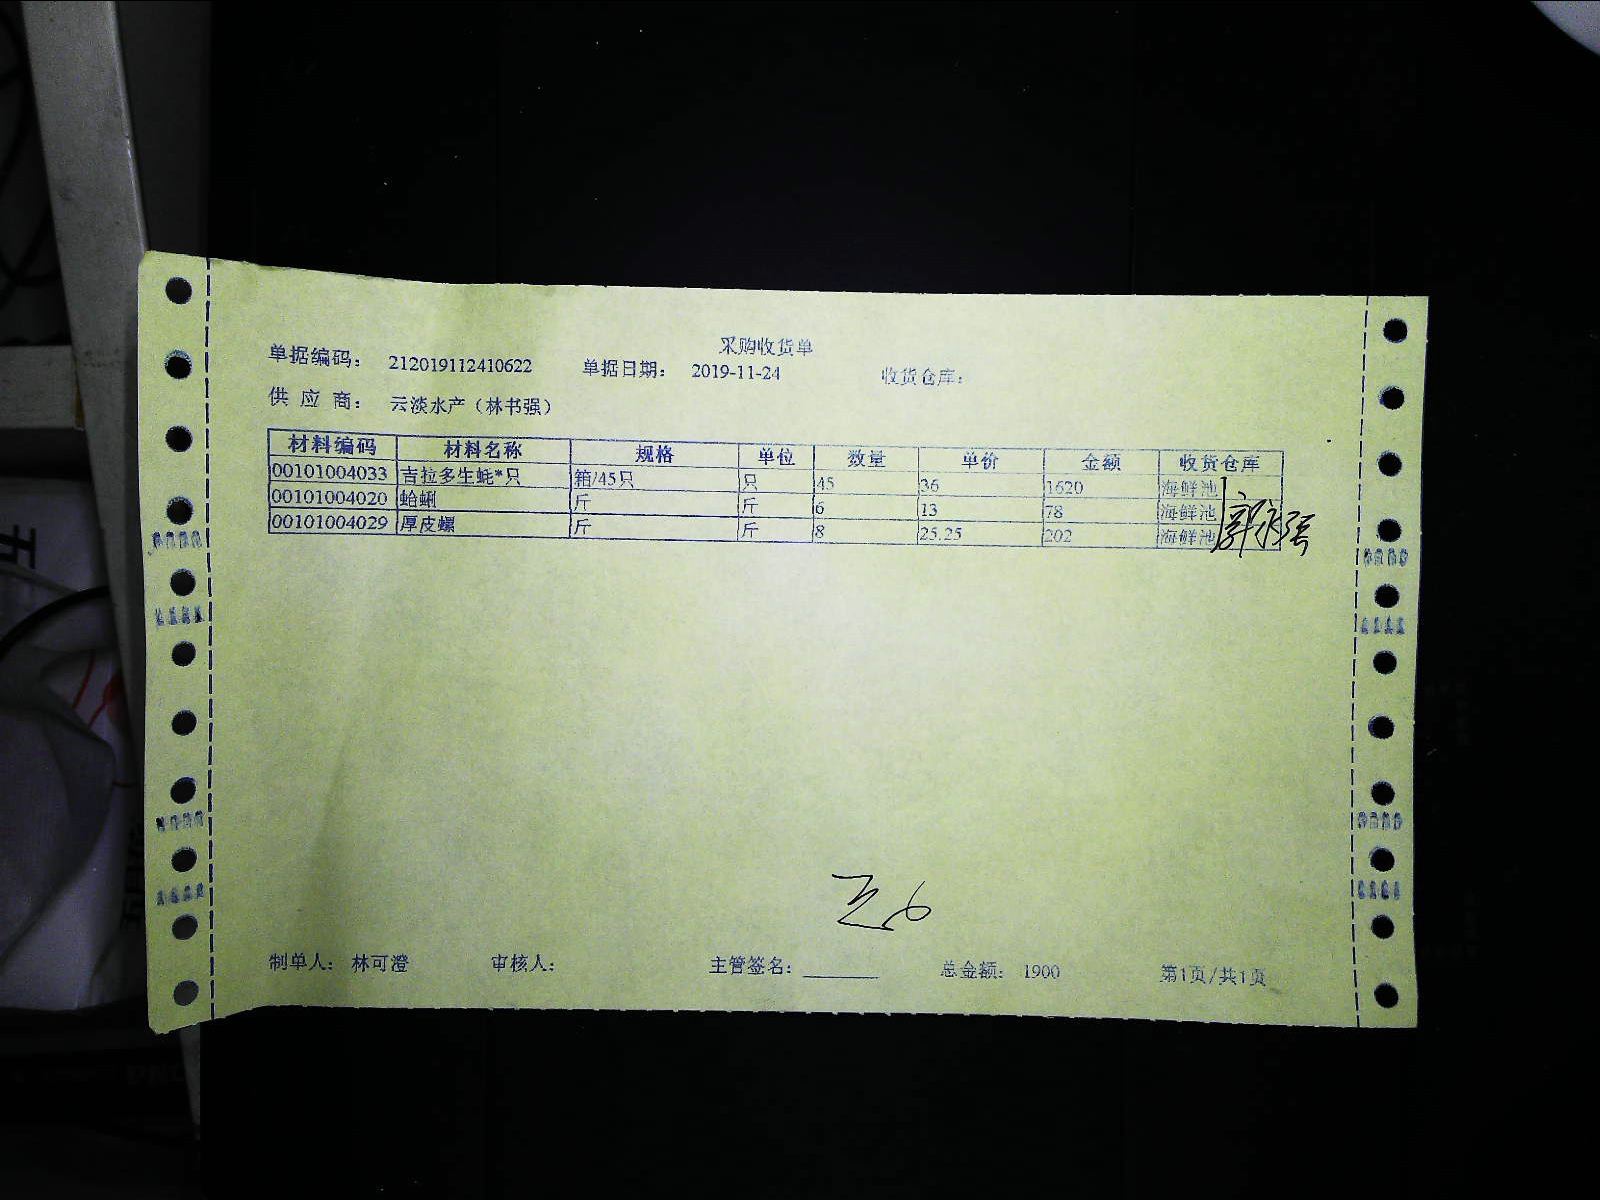 采购收货单
单据编码： 212019112410622 单据日期： 2019-11-24 收货仓库：
供 应 商： 云淡水产（林书强）
材料编码 材料名称 规格 单位 数量 单价 金额 收货仓库
00101004033 吉拉多生蚝*只 箱/45只 只 45 36 1620 海鲜池
00101004020 蛤蜊 斤 斤 6 13 78 海鲜池
00101004029 厚皮螺 斤 斤 8 25.25 202 海鲜池
制单人： 林可澄 审核人： 主管签名： 总金额： 1900 第1页/共1页